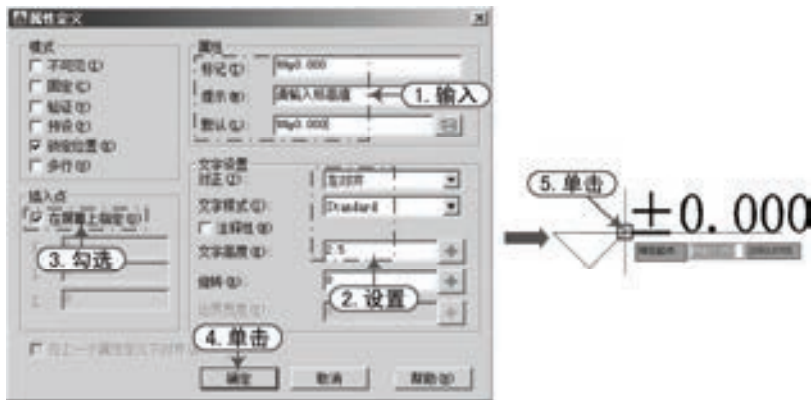 属性定义
模式
不可见(I)
固定(C)
验证(V)
预设(P)
锁定位置(K)
多行(U)
属性
标记(T): %%p0.000
提示(M): 请输入标高值
1. 输入
默认(L): %%p0.000
插入点
在屏幕上指定(O)
3. 勾选
文字设置
对正(J): 左对齐
文字样式(S): Standard
注释性(N)
文字高度(E): 2.5
旋转(R): 0
2. 设置
4. 单击
确定
取消
帮助(H)
5. 单击
±0.000